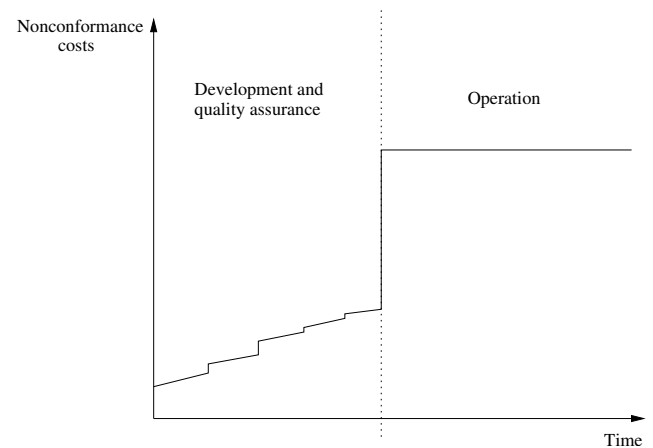 Nonconformance
costs
Development and
quality assurance
Operation
Time